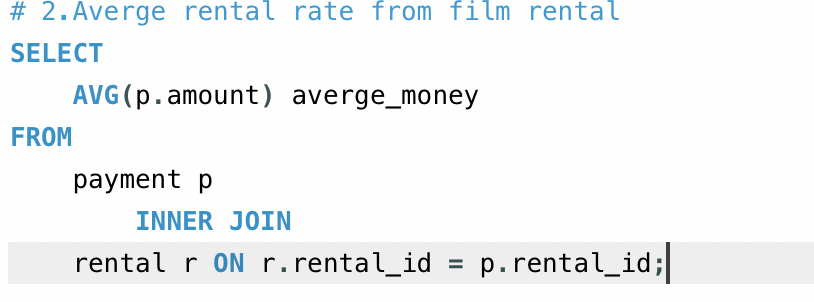 # 2.Averge rental rate from film rental
SELECT
AVG(p.amount) averge_money
FROM
payment p
INNER JOIN
rental r ON r.rental_id = p.rental_id;